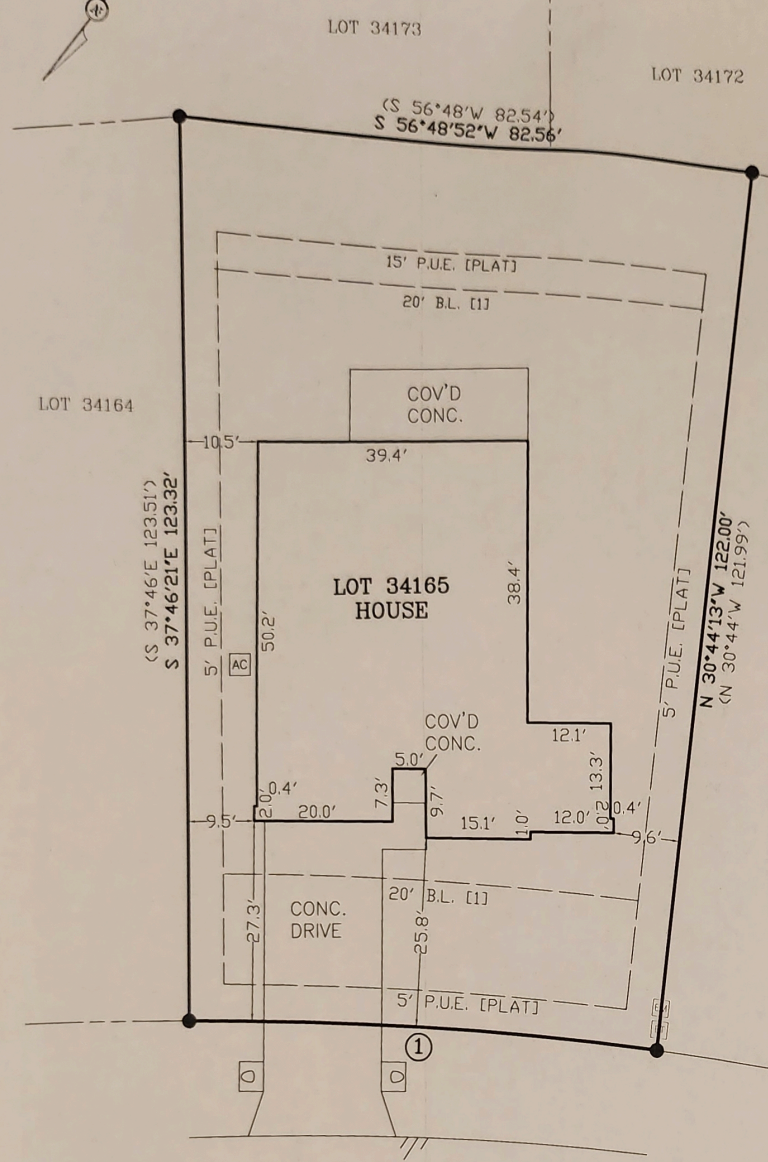 N
LOT 34173
LOT 34172
(S 56°48'W 82.54')
S 56°48'52"W 82.56'
15' P.U.E. [PLAT]
20' B.L. [1]
LOT 34164
COV'D
CONC.
10.5'
39.4'
(S 37°46'E 123.51')
S 37°46'21"E 123.32'
5' P.U.E. [PLAT]
AC
50.2'
LOT 34165
HOUSE
38.4'
5' P.U.E. [PLAT]
N 30°44'13"W 122.00'
(N 30°44'W 121.99')
COV'D
CONC.
12.1'
13.3'
5.0'
7.3'
9.7'
0.4'
2.0'
20.0'
15.1'
1.0'
12.0'
2.0'
0.4'
9.5'
9.6'
20' B.L. [1]
CONC.
DRIVE
27.3'
25.8'
5' P.U.E. [PLAT]
1